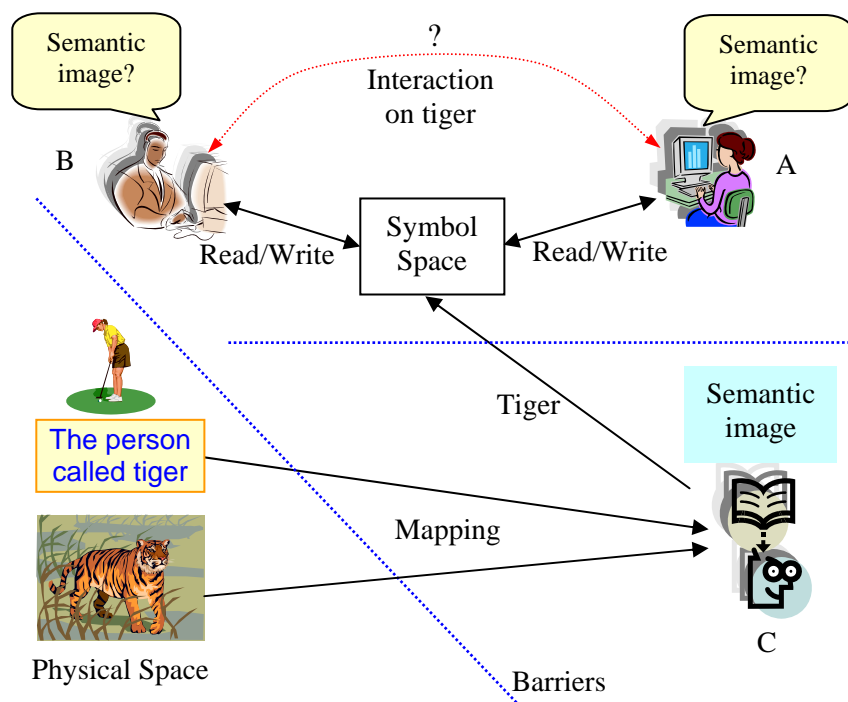 Semantic
image?
?
Semantic
image?
Interaction
on tiger
B
A
Read/Write
Symbol
Space
Read/Write
Tiger
Semantic
image
The person
called tiger
Mapping
C
Physical Space
Barriers